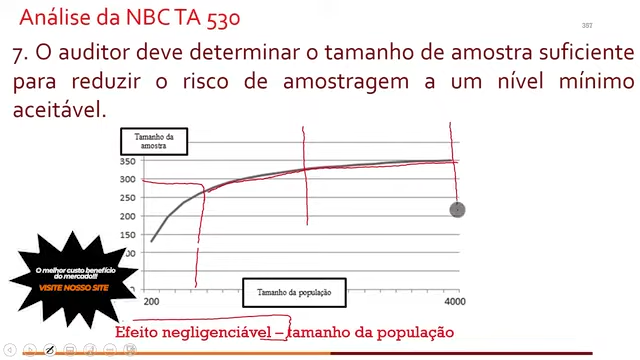 Análise da NBC TA 530
357
7. O auditor deve determinar o tamanho de amostra suficiente
para reduzir o risco de amostragem a um nível mínimo
aceitável.
Tamanho da
amostra
350
300
250
200
150
O melhor custo benefício
do mercado!!!
VISITE NOSSO SITE
Tamanho da população
200
4000
Efeito negligenciável – tamanho da população